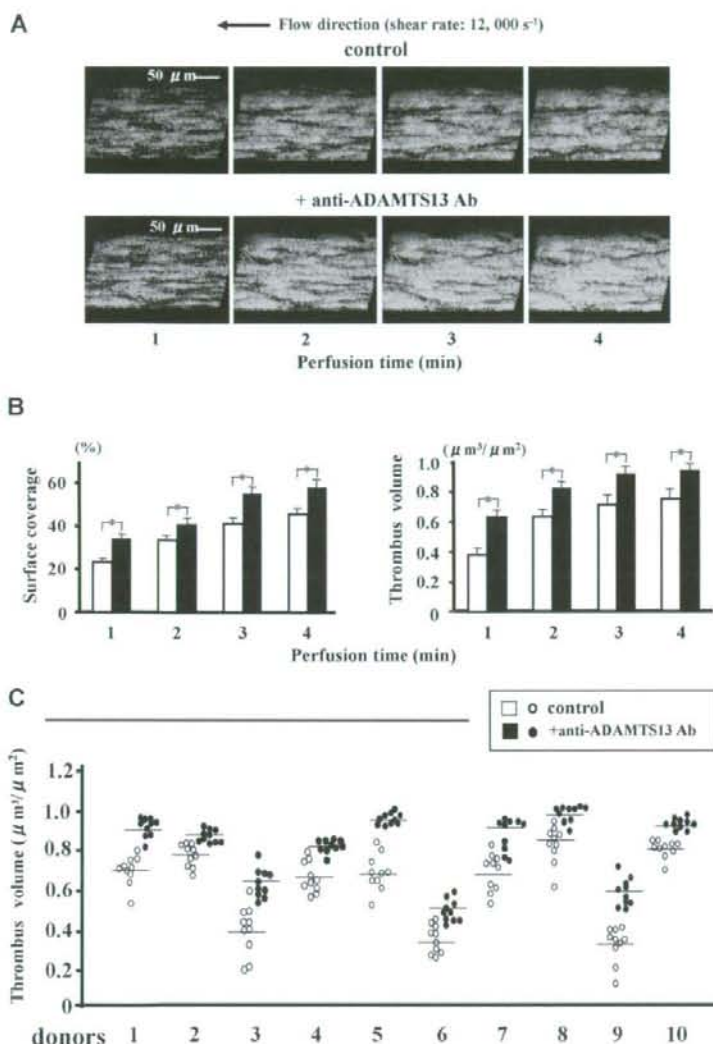 A
Flow direction (shear rate: 12, 000 s⁻¹)
control
50 μm
+ anti-ADAMTS13 Ab
50 μm
1 2 3 4
Perfusion time (min)
B
(%)
Surface coverage
60
40
20
0
1 2 3 4
(μm³/μm²)
Thrombus volume
1.0
0.8
0.6
0.4
0.2
0
1 2 3 4
Perfusion time (min)
* * * *
* * * *
C
control
+anti-ADAMTS13 Ab
Thrombus volume (μm³/μm²)
1.2
1.0
0.8
0.6
0.4
0.2
0
donors 1 2 3 4 5 6 7 8 9 10